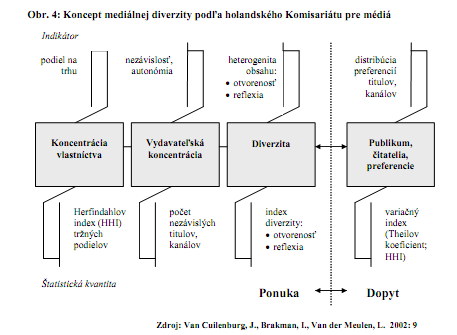 Obr. 4: Koncept mediálnej diverzity podľa holandského Komisariátu pre médiá
Indikátor
podiel na
trhu
nezávislosť,
autonómia
heterogenita
obsahu:
• otvorenosť
• reflexia
distribúcia
preferencií
titulov,
kanálov
Koncentrácia
vlastníctva
Vydavateľská
koncentrácia
Diverzita
Publikum,
čitatelia,
preferencie
Herfindahlov
index (HHI)
tržných
podielov
počet
nezávislých
titulov,
kanálov
index
diverzity:
• otvorenosť
• reflexia
variačný
index
(Theilov
koeficient;
HHI)
Štatistická kvantita
Ponuka
Dopyt
Zdroj: Van Cuilenburg, J., Brakman, I., Van der Meulen, L. 2002: 9